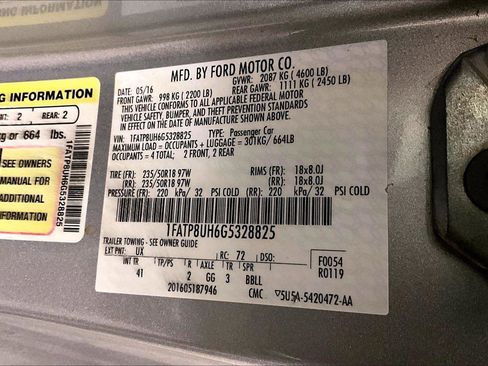 NG INFORMATION
NG INFORMATION
NT 2 REAR: 2
kg or 664 lbs.
SEE OWNERS
MANUAL FOR
ADDITIONAL
INFORMATION
1FATP8UH6G5328825
MFD. BY FORD MOTOR CO.
DATE: 05/16 GVWR: 2087 KG (4600 LB)
FRONT GAWR: 998 KG (2200 LB) REAR GAWR: 1111 KG (2450 LB)
THIS VEHICLE CONFORMS TO ALL APPLICABLE FEDERAL MOTOR
VEHICLE SAFETY, BUMPER, AND THEFT PREVENTION STANDARDS
IN EFFECT ON THE DATE OF MANUFACTURE SHOWN ABOVE.
VIN: 1FATP8UH6G5328825 TYPE: Passenger Car
MAXIMUM LOAD = OCCUPANTS + LUGGAGE = 301KG / 664LB
OCCUPANTS = 4 TOTAL; 2 FRONT, 2 REAR
TIRE (FR): 235/50R18 97W RIMS (FR): 18x8.0J
(RR): 235/50R18 97W (RR): 18x8.0J
PRESSURE (FR): 220 kPa/ 32 PSI COLD (RR): 220 kPa/ 32 PSI COLD
1FATP8UH6G5328825
TRAILER TOWING - SEE OWNER GUIDE
EXT PNT: UX RC: 72 DSO: F0054
R0119
INT TR TP/PS R AXLE TR SPR
41 2 GG 3 BBLL
20160518​7946 CMC 5U5A-5420472-AA